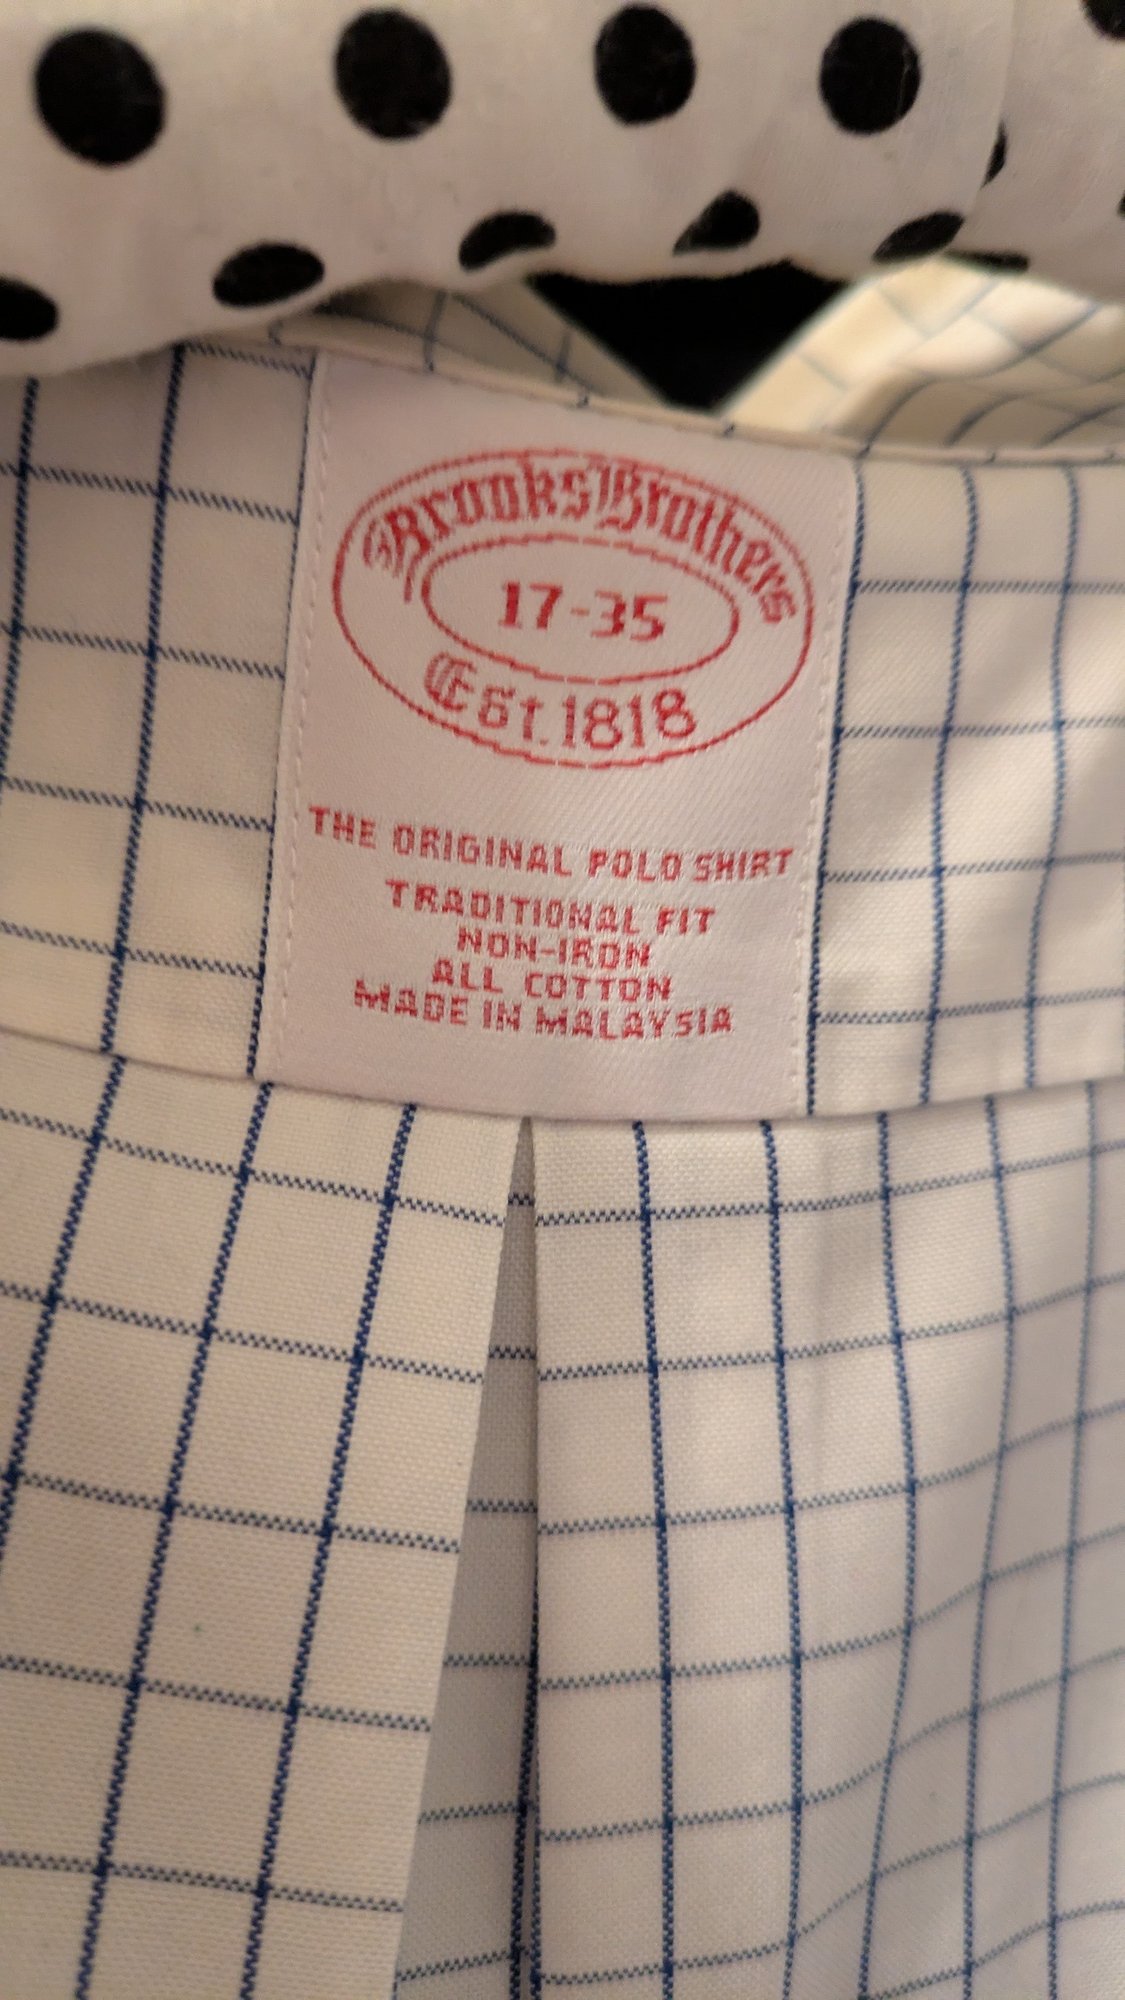 Brooks Brothers
17-35
Est. 1818
THE ORIGINAL POLO SHIRT
TRADITIONAL FIT
NON-IRON
ALL COTTON
MADE IN MALAYSIA